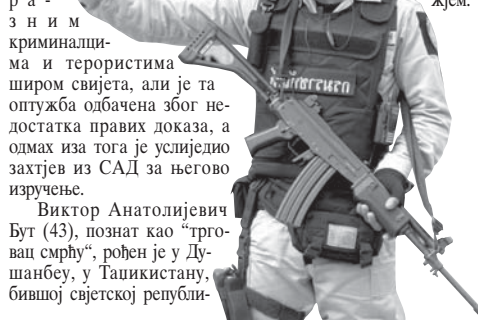 р а -
з н и м
криминалци-
ма и терористима
широм свијета, али је та
оптужба одбачена због не-
достатка правих доказа, а
одмах иза тога је услиједио
захтјев из САД за његово
изручење.
Виктор Анатолијевич
Бут (43), познат као “трго-
вац смрћу“, рођен је у Ду-
шанбеу, у Таџикистану,
бившој свјетској републи-
жјем.